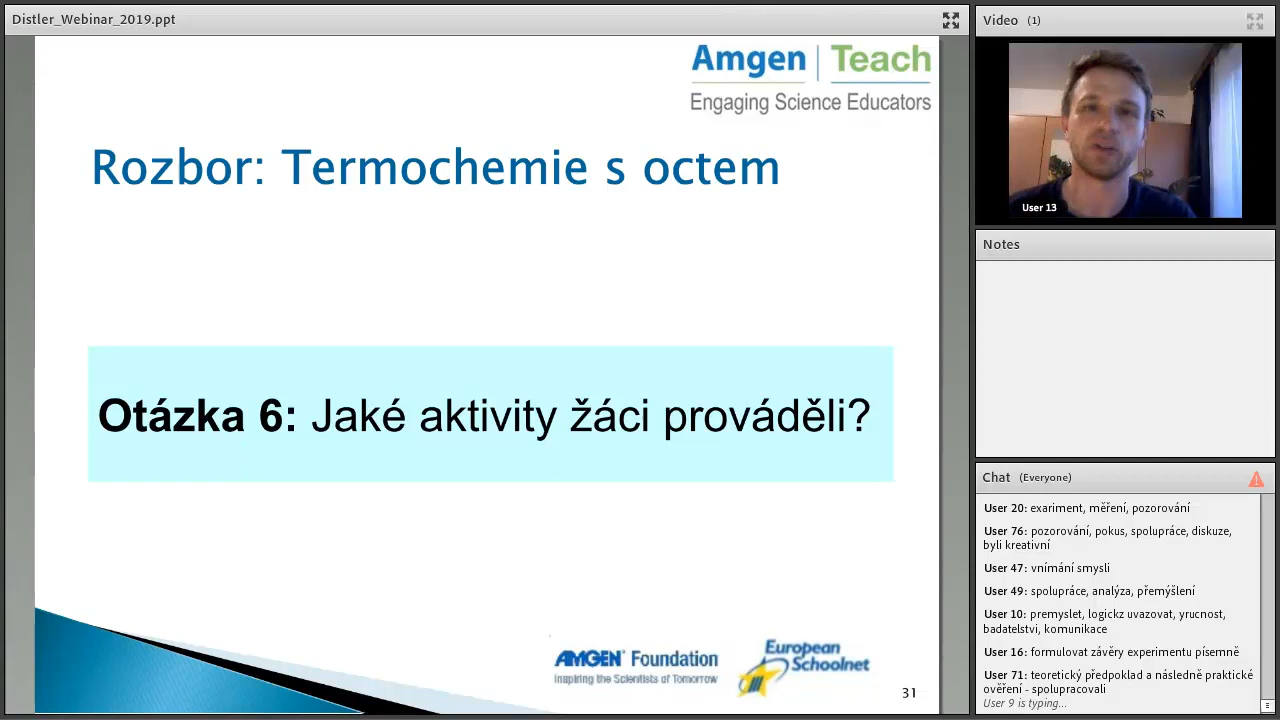 Distler_Webinar_2019.ppt
Amgen Teach
Engaging Science Educators
Rozbor: Termochemie s octem
Otázka 6: Jaké aktivity žáci prováděli?
AMGEN Foundation
Inspiring the Scientists of Tomorrow
European
Schoolnet
31
Video (1)
User 13
Notes
Chat (Everyone)
User 20: exariment, měření, pozorování
User 76: pozorování, pokus, spolupráce, diskuze,
byli kreativní
User 47: vnímání smysli
User 49: spolupráce, analýza, přemýšlení
User 10: premyslet, logickz uvazovat, yrucnost,
badatelstvi, komunikace
User 16: formulovat závěry experimentu písemně
User 71: teoretický předpoklad a následně praktické
ověření - spolupracovali
User 9 is typing...